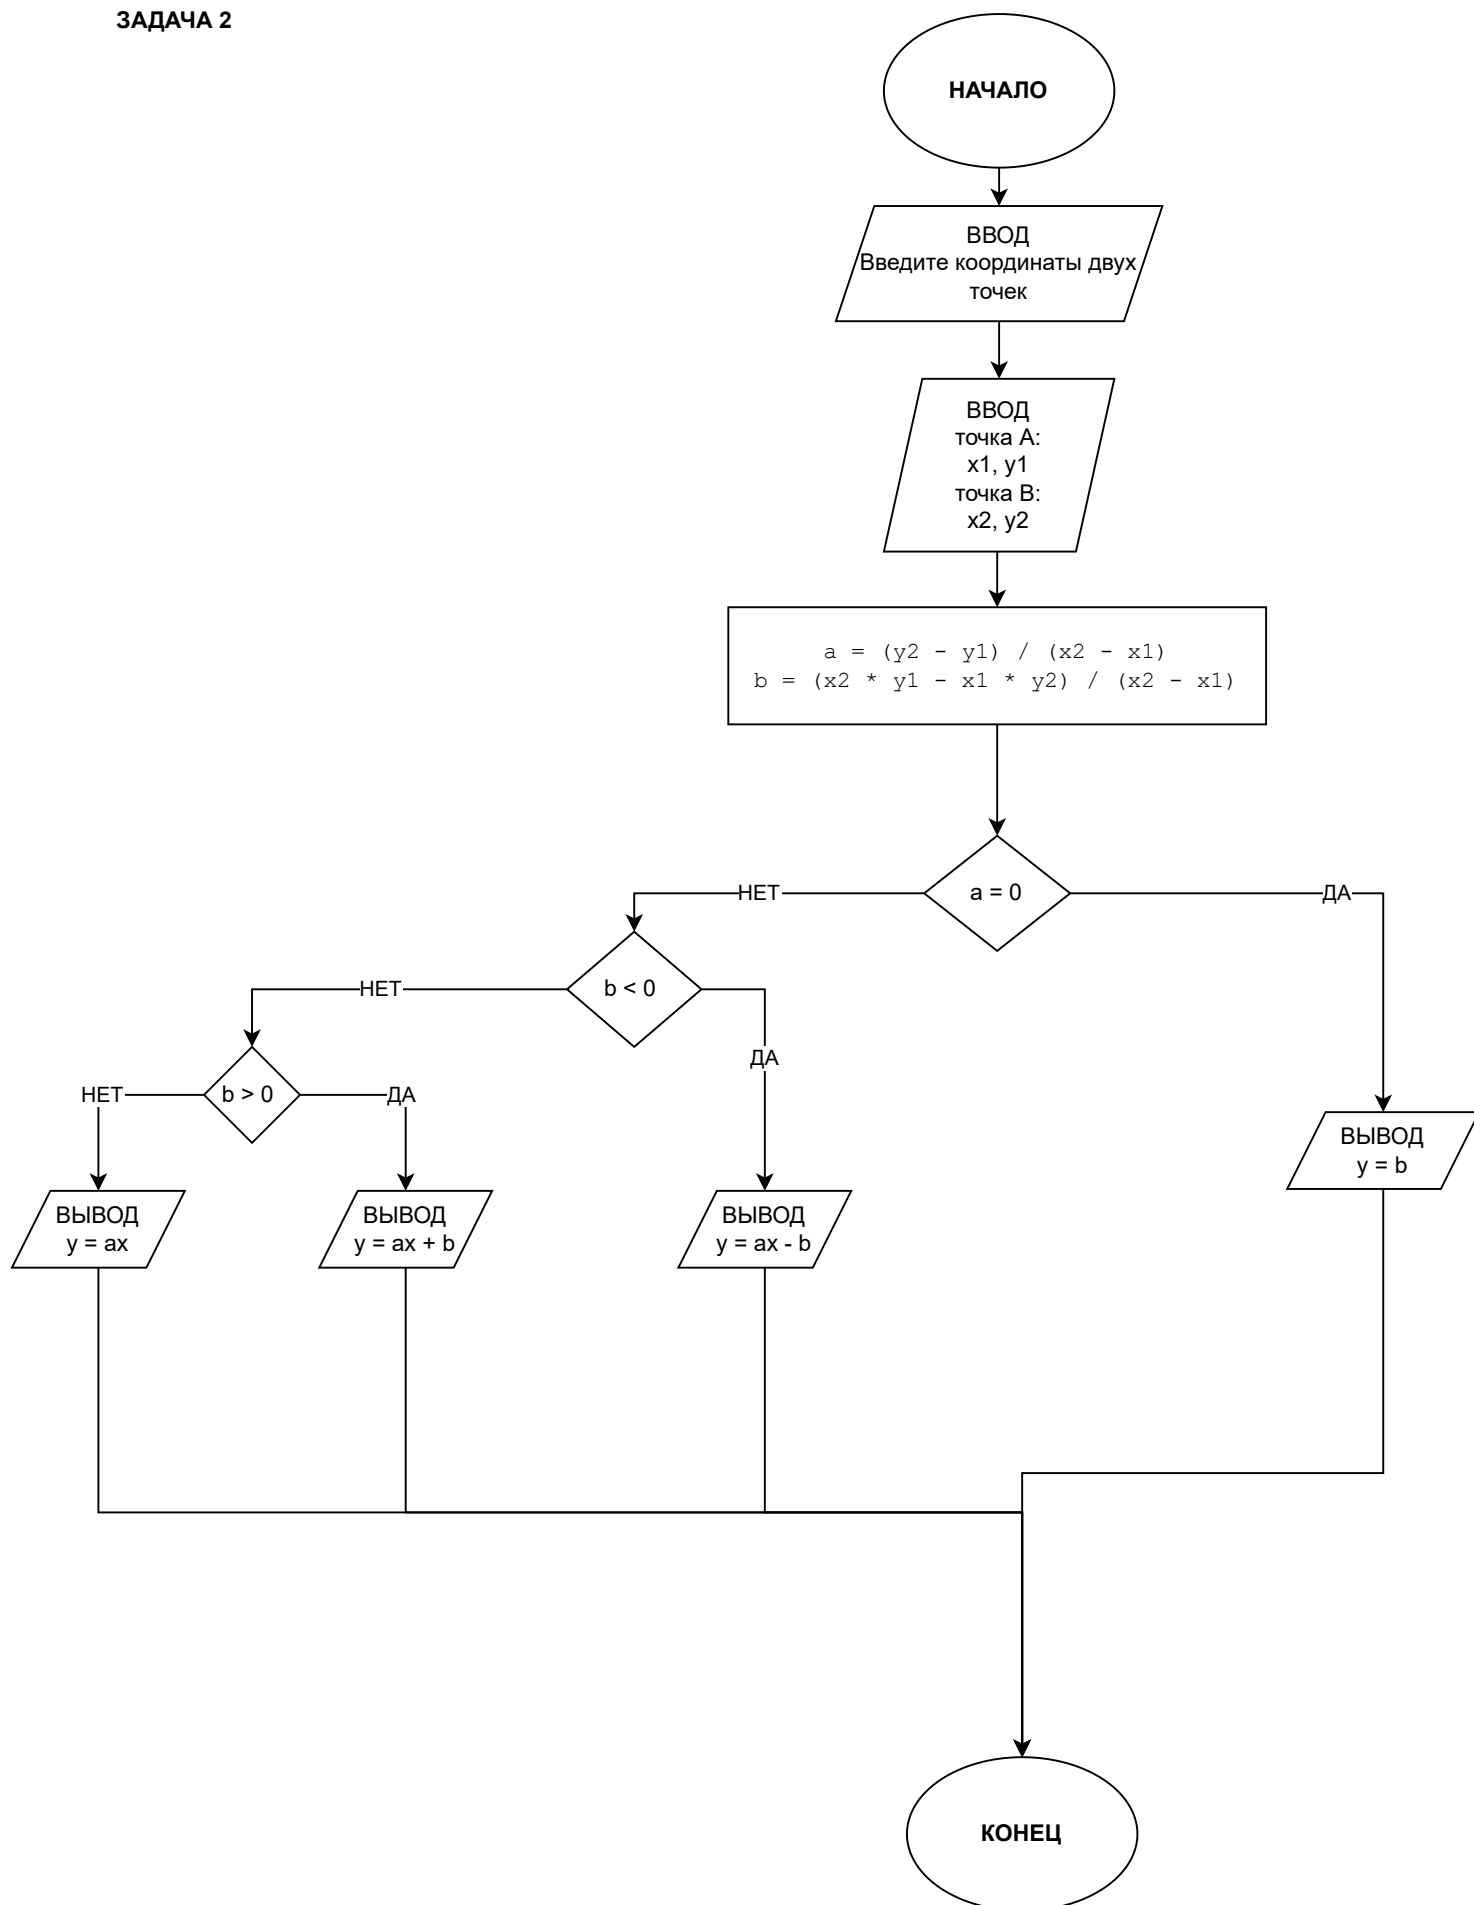 ЗАДАЧА 2
НАЧАЛО
ВВОД
Введите координаты двух
точек
ВВОД
точка A:
x1, y1
точка B:
x2, y2
a = (y2 - y1) / (x2 - x1)
b = (x2 * y1 - x1 * y2) / (x2 - x1)
a = 0
НЕТ
ДА
b < 0
НЕТ
ДА
b > 0
НЕТ
ДА
ВЫВОД
y = b
ВЫВОД
y = ax
ВЫВОД
y = ax + b
ВЫВОД
y = ax - b
КОНЕЦ